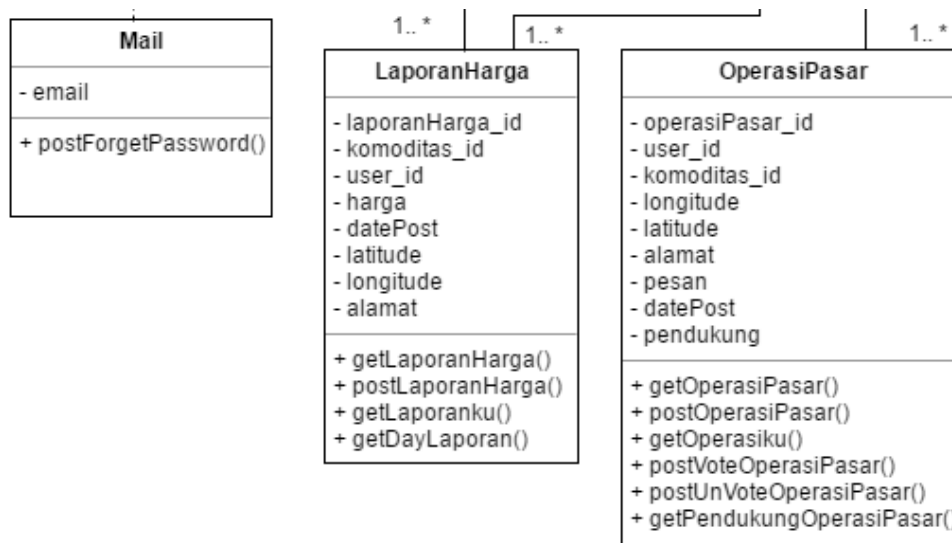 Mail
- email
+ postForgetPassword()
1.. *
1.. *
LaporanHarga
- laporanHarga_id
- komoditas_id
- user_id
- harga
- datePost
- latitude
- longitude
- alamat
+ getLaporanHarga()
+ postLaporanHarga()
+ getLaporanku()
+ getDayLaporan()
1.. *
OperasiPasar
- operasiPasar_id
- user_id
- komoditas_id
- longitude
- latitude
- alamat
- pesan
- datePost
- pendukung
+ getOperasiPasar()
+ postOperasiPasar()
+ getOperasiku()
+ postVoteOperasiPasar()
+ postUnVoteOperasiPasar()
+ getPendukungOperasiPasar(